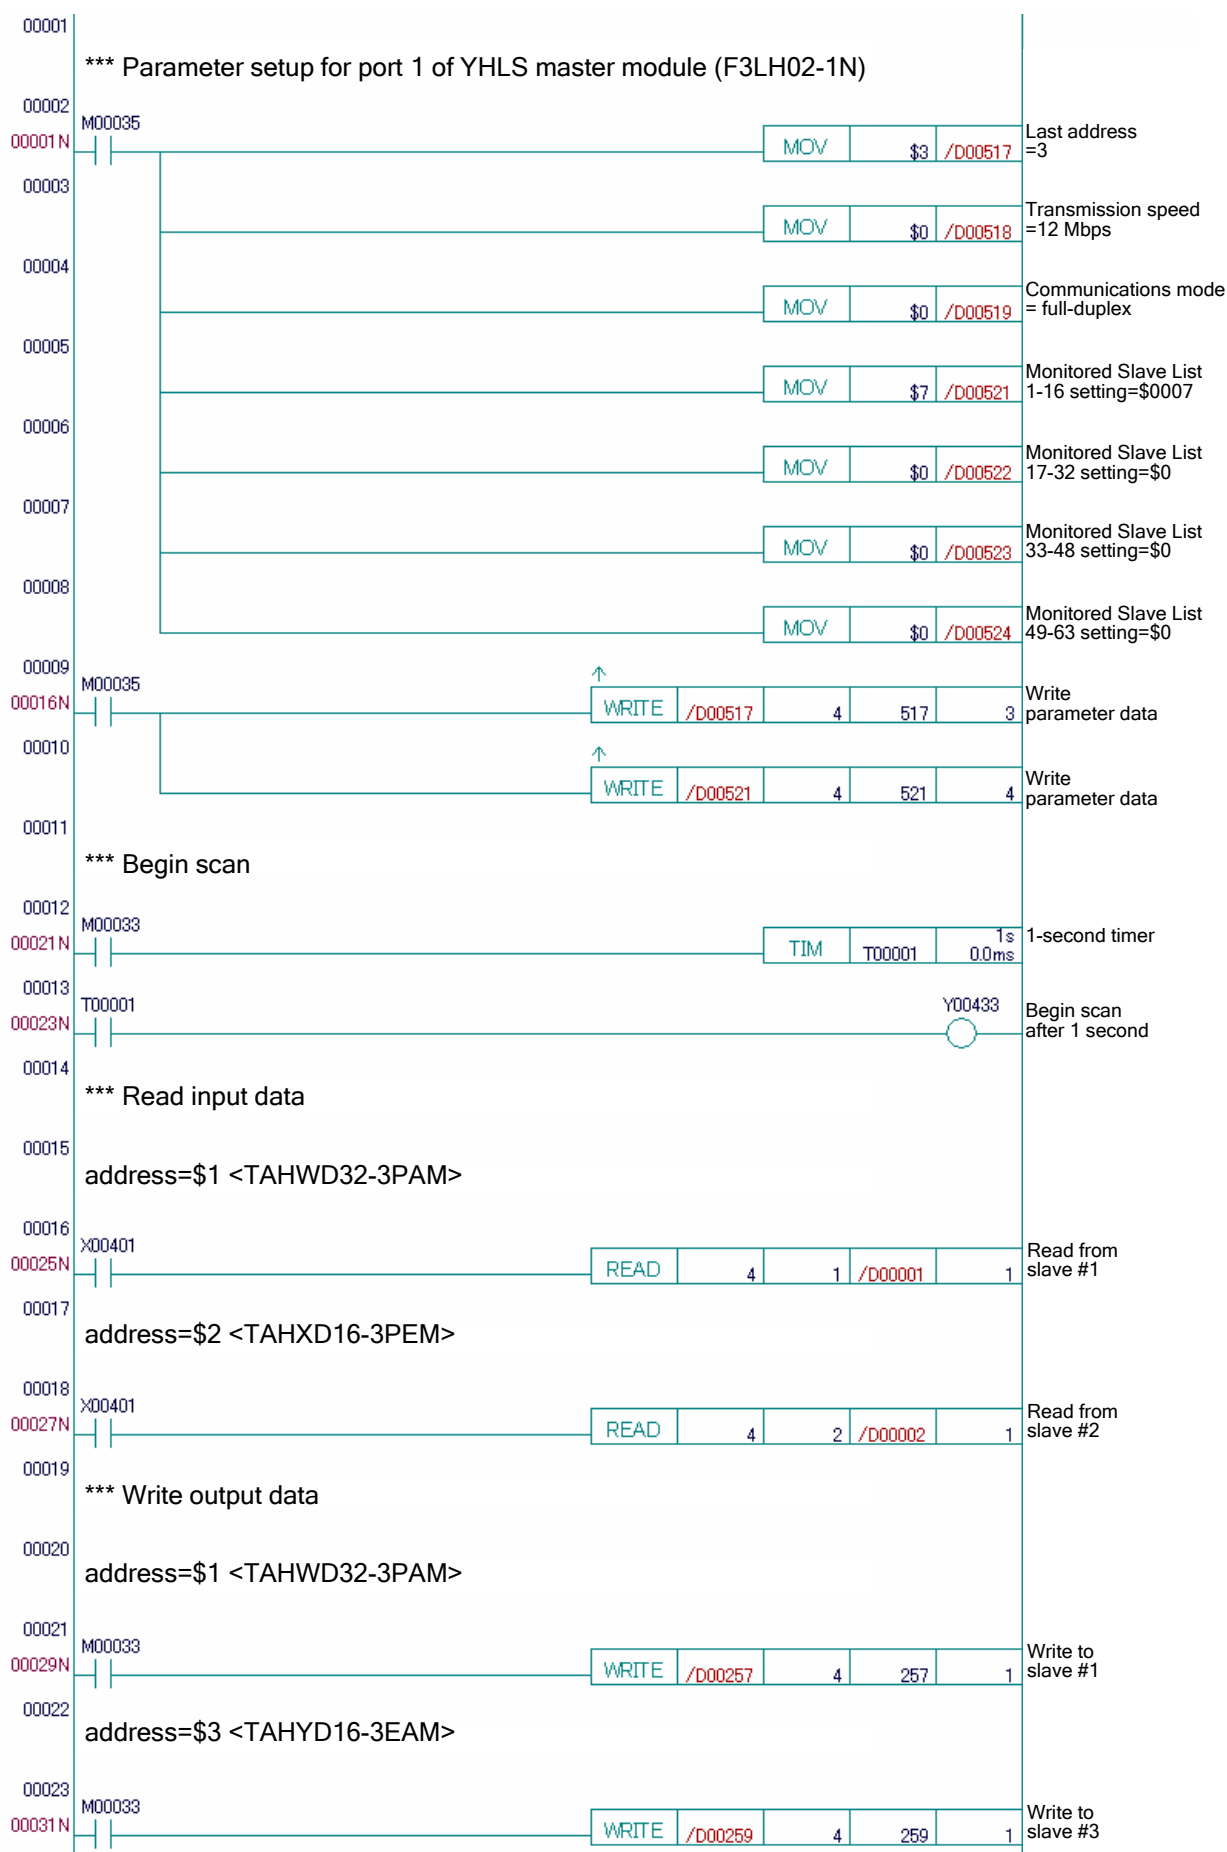 00001
*** Parameter setup for port 1 of YHLS master module (F3LH02-1N)
00002
M00035
00001N MOV $3 /D00517 Last address
=3
00003
MOV $0 /D00518 Transmission speed
=12 Mbps
00004
MOV $0 /D00519 Communications mode
= full-duplex
00005
MOV $7 /D00521 Monitored Slave List
1-16 setting=$0007
00006
MOV $0 /D00522 Monitored Slave List
17-32 setting=$0
00007
MOV $0 /D00523 Monitored Slave List
33-48 setting=$0
00008
MOV $0 /D00524 Monitored Slave List
49-63 setting=$0
00009
M00035
00016N WRITE /D00517 4 517 3 Write
parameter data
00010
WRITE /D00521 4 521 4 Write
parameter data
00011
*** Begin scan
00012
M00033
00021N TIM T00001 1s 1-second timer
0.0ms
00013
T00001 Y00433
00023N Begin scan
after 1 second
00014
*** Read input data
00015
address=$1 <TAHWD32-3PAM>
00016
X00401
00025N READ 4 1 /D00001 1 Read from
slave #1
00017
address=$2 <TAHXD16-3PEM>
00018
X00401
00027N READ 4 2 /D00002 1 Read from
slave #2
00019
*** Write output data
00020
address=$1 <TAHWD32-3PAM>
00021
M00033
00029N WRITE /D00257 4 257 1 Write to
slave #1
00022
address=$3 <TAHYD16-3EAM>
00023
M00033
00031N WRITE /D00259 4 259 1 Write to
slave #3